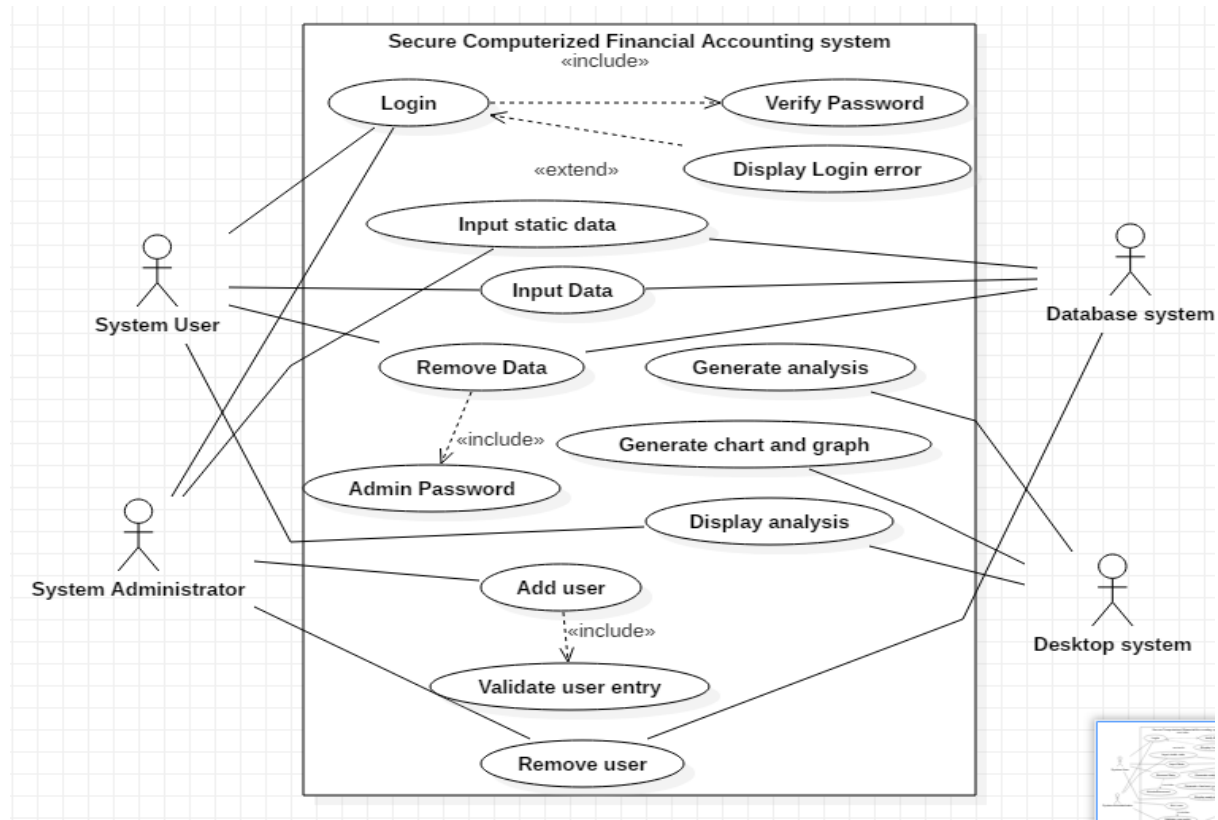 Secure Computerized Financial Accounting system
«include»
Login
Verify Password
Display Login error
«extend»
Input static data
Input Data
System User
Database system
Remove Data
Generate analysis
«include»
Generate chart and graph
Admin Password
Display analysis
System Administrator
Add user
«include»
Desktop system
Validate user entry
Remove user